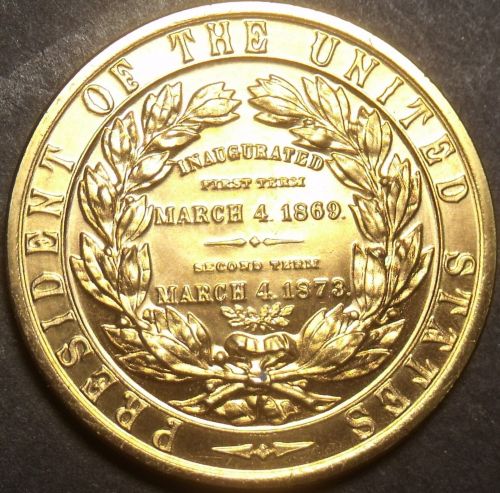 PRESIDENT OF THE UNITED STATES
INAUGURATED
FIRST TERM
MARCH 4. 1869.
SECOND TERM
MARCH 4. 1873.